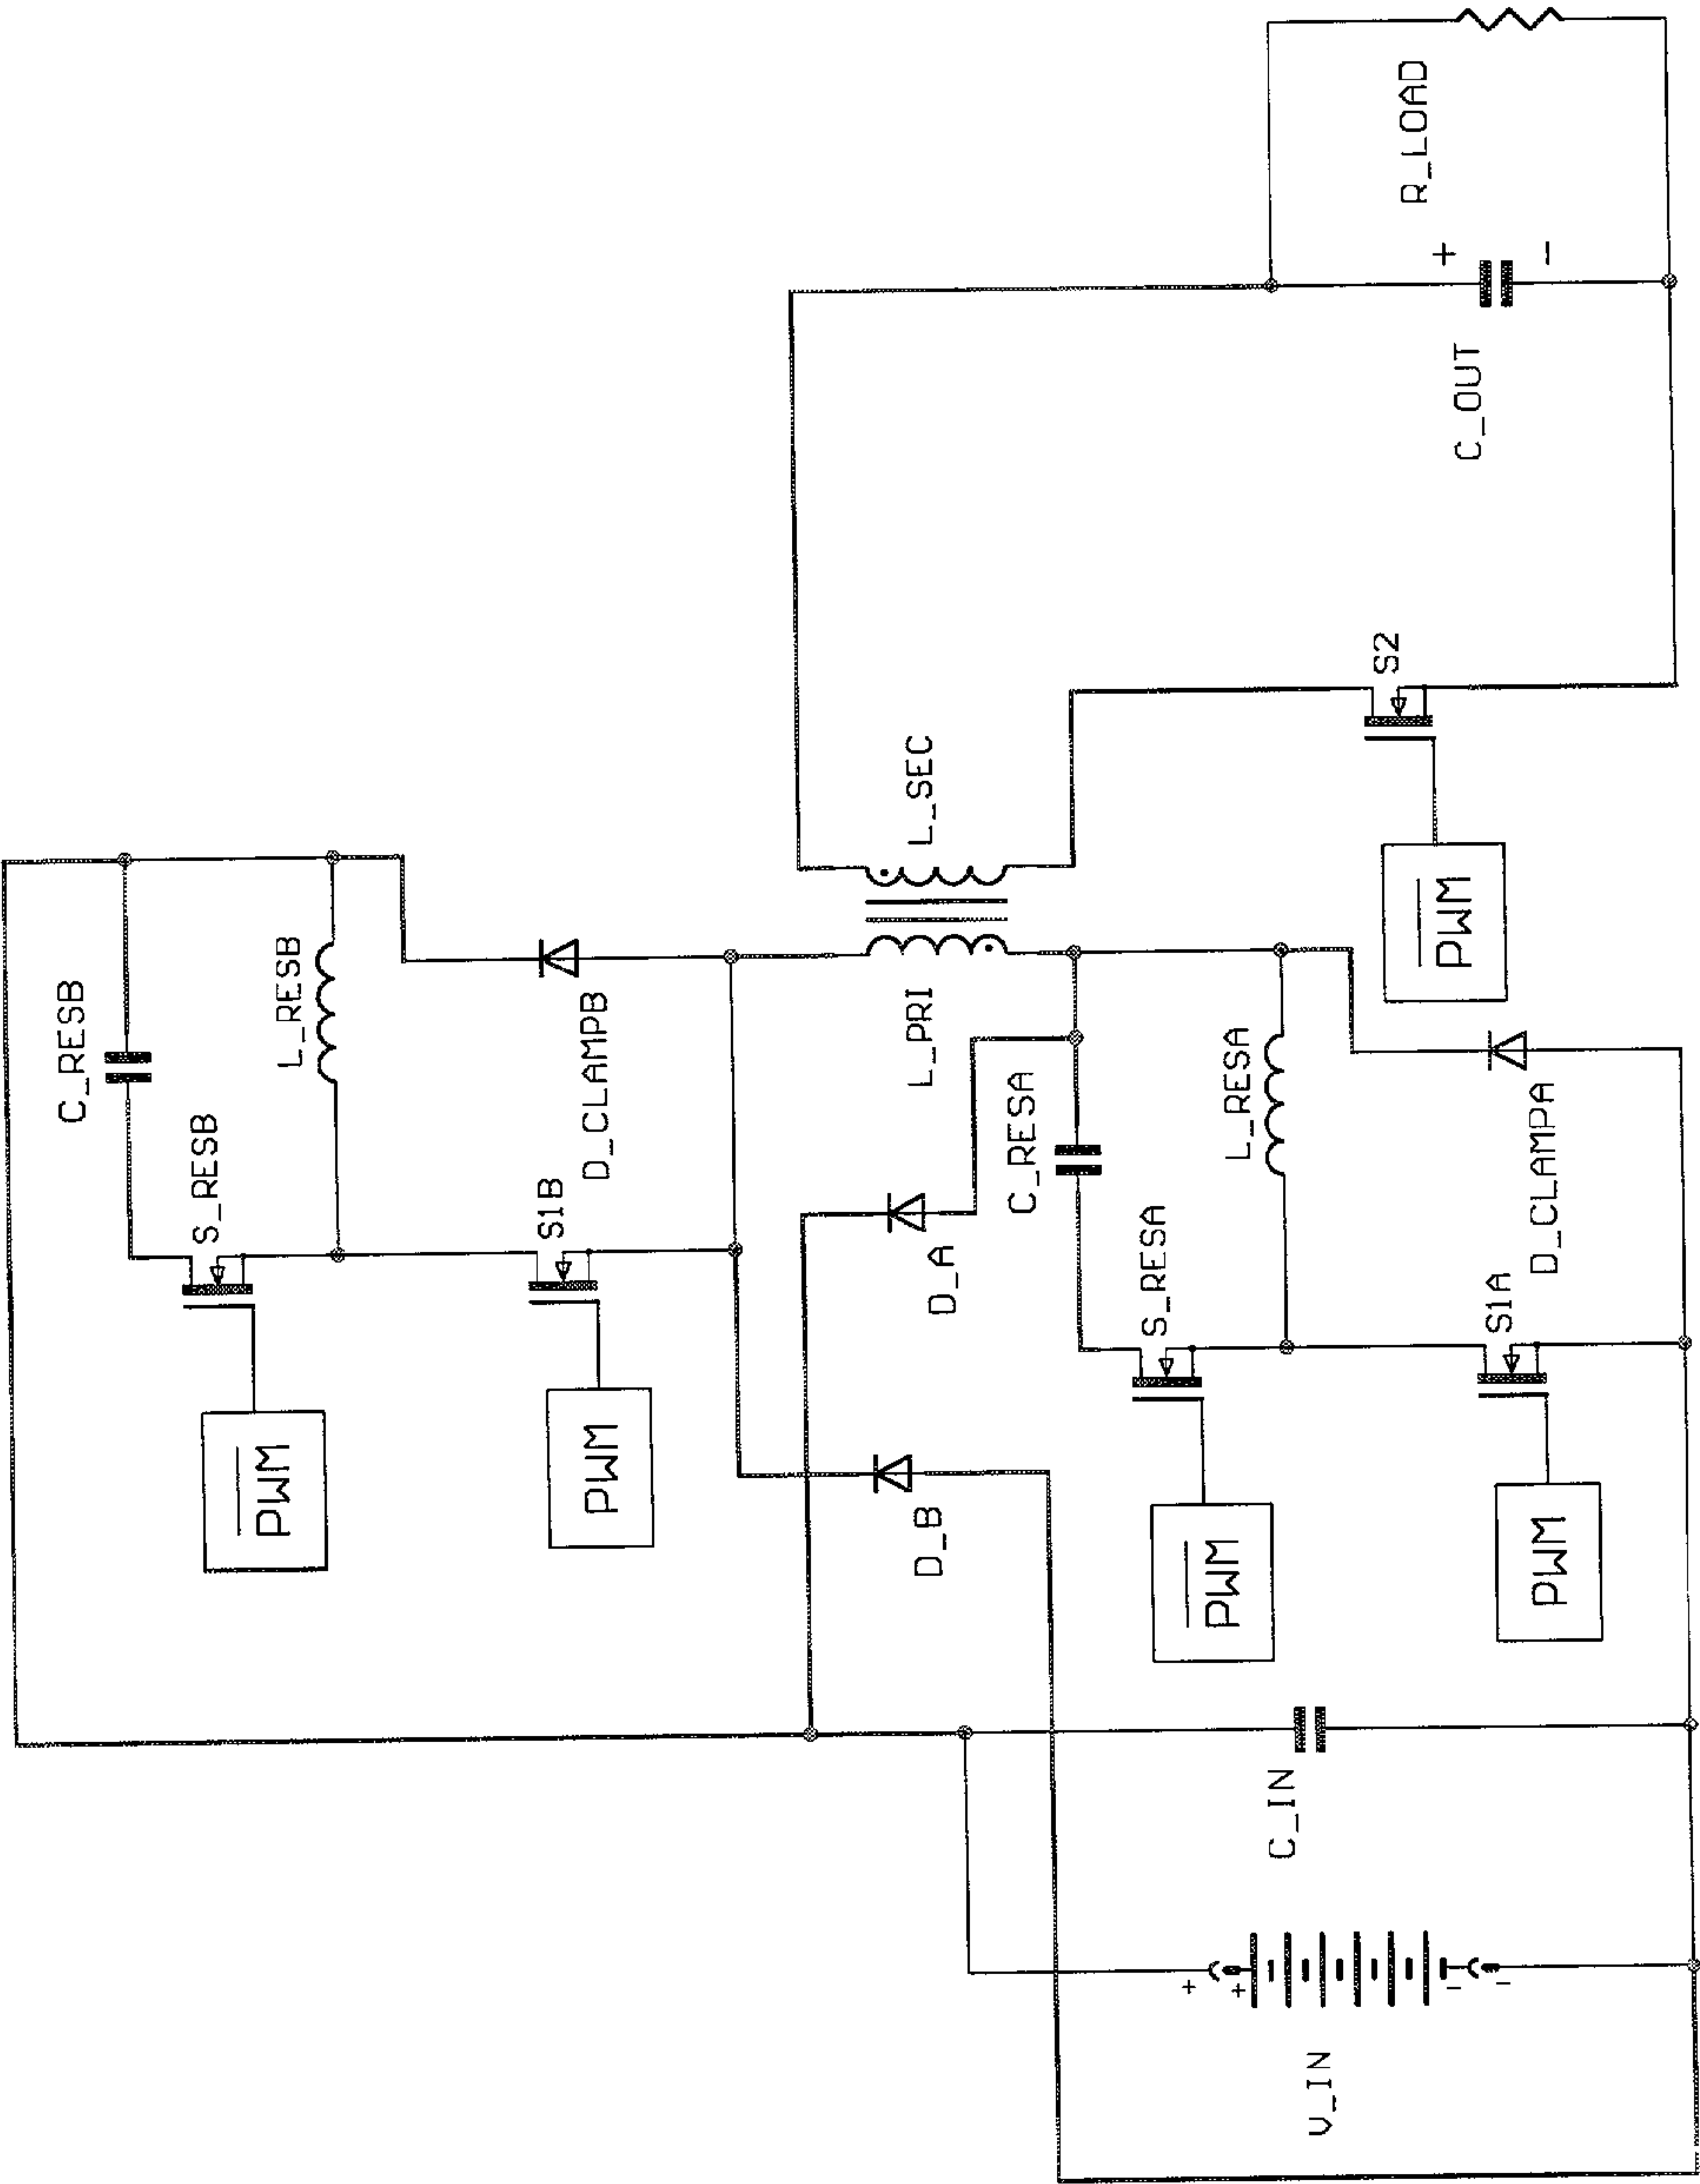 C_RESB
S_RESB
L_RESB
PWM
S1B
D_CLAMPB
PWM
L_SEC
L_PRI
D_A
D_B
C_RESA
S_RESA
L_RESA
PWM
S1A
D_CLAMPA
PWM
S2
PWM
C_IN
V_IN
+
+
-
-
C_OUT
+
-
R_LOAD